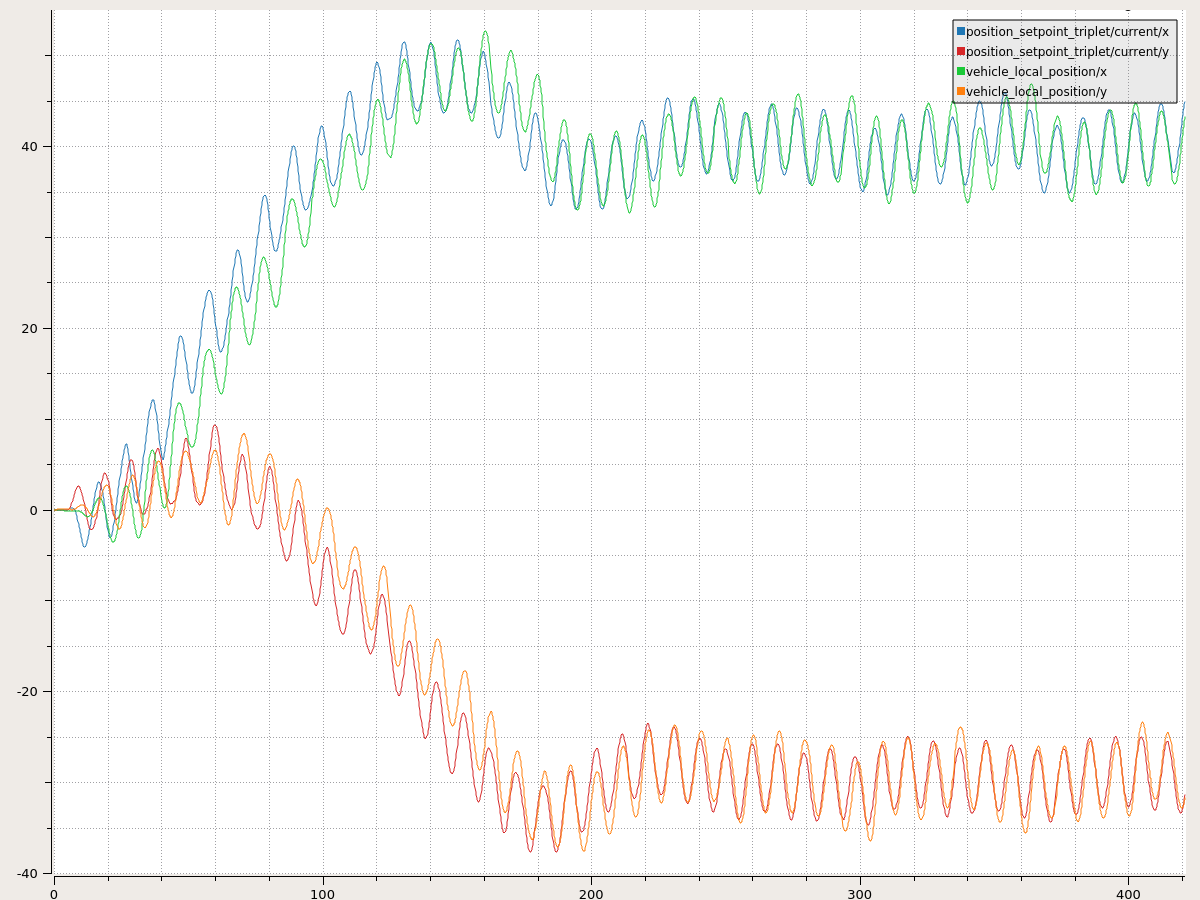 position_setpoint_triplet/current/x
position_setpoint_triplet/current/y
vehicle_local_position/x
vehicle_local_position/y
40
20
0
-20
-40
0 100 200 300 400